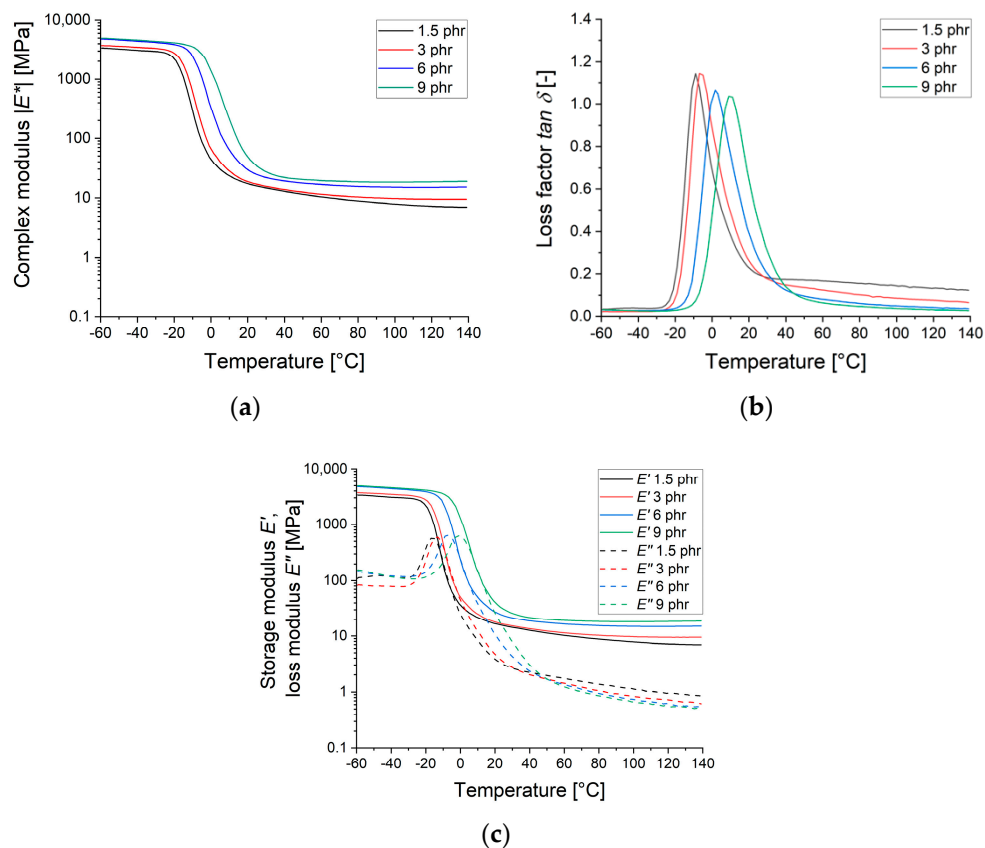 10,000
1000
100
10
1
0.1
Complex modulus |E*| [MPa]
-60 -40 -20 0 20 40 60 80 100 120 140
Temperature [°C]
1.5 phr
3 phr
6 phr
9 phr
(a)
1.4
1.2
1.0
0.8
0.6
0.4
0.2
0.0
Loss factor tan δ [-]
-60 -40 -20 0 20 40 60 80 100 120 140
Temperature [°C]
1.5 phr
3 phr
6 phr
9 phr
(b)
10,000
1000
100
10
1
0.1
Storage modulus E′,
loss modulus E″ [MPa]
-60 -40 -20 0 20 40 60 80 100 120 140
Temperature [°C]
E′ 1.5 phr
E′ 3 phr
E′ 6 phr
E′ 9 phr
E″ 1.5 phr
E″ 3 phr
E″ 6 phr
E″ 9 phr
(c)